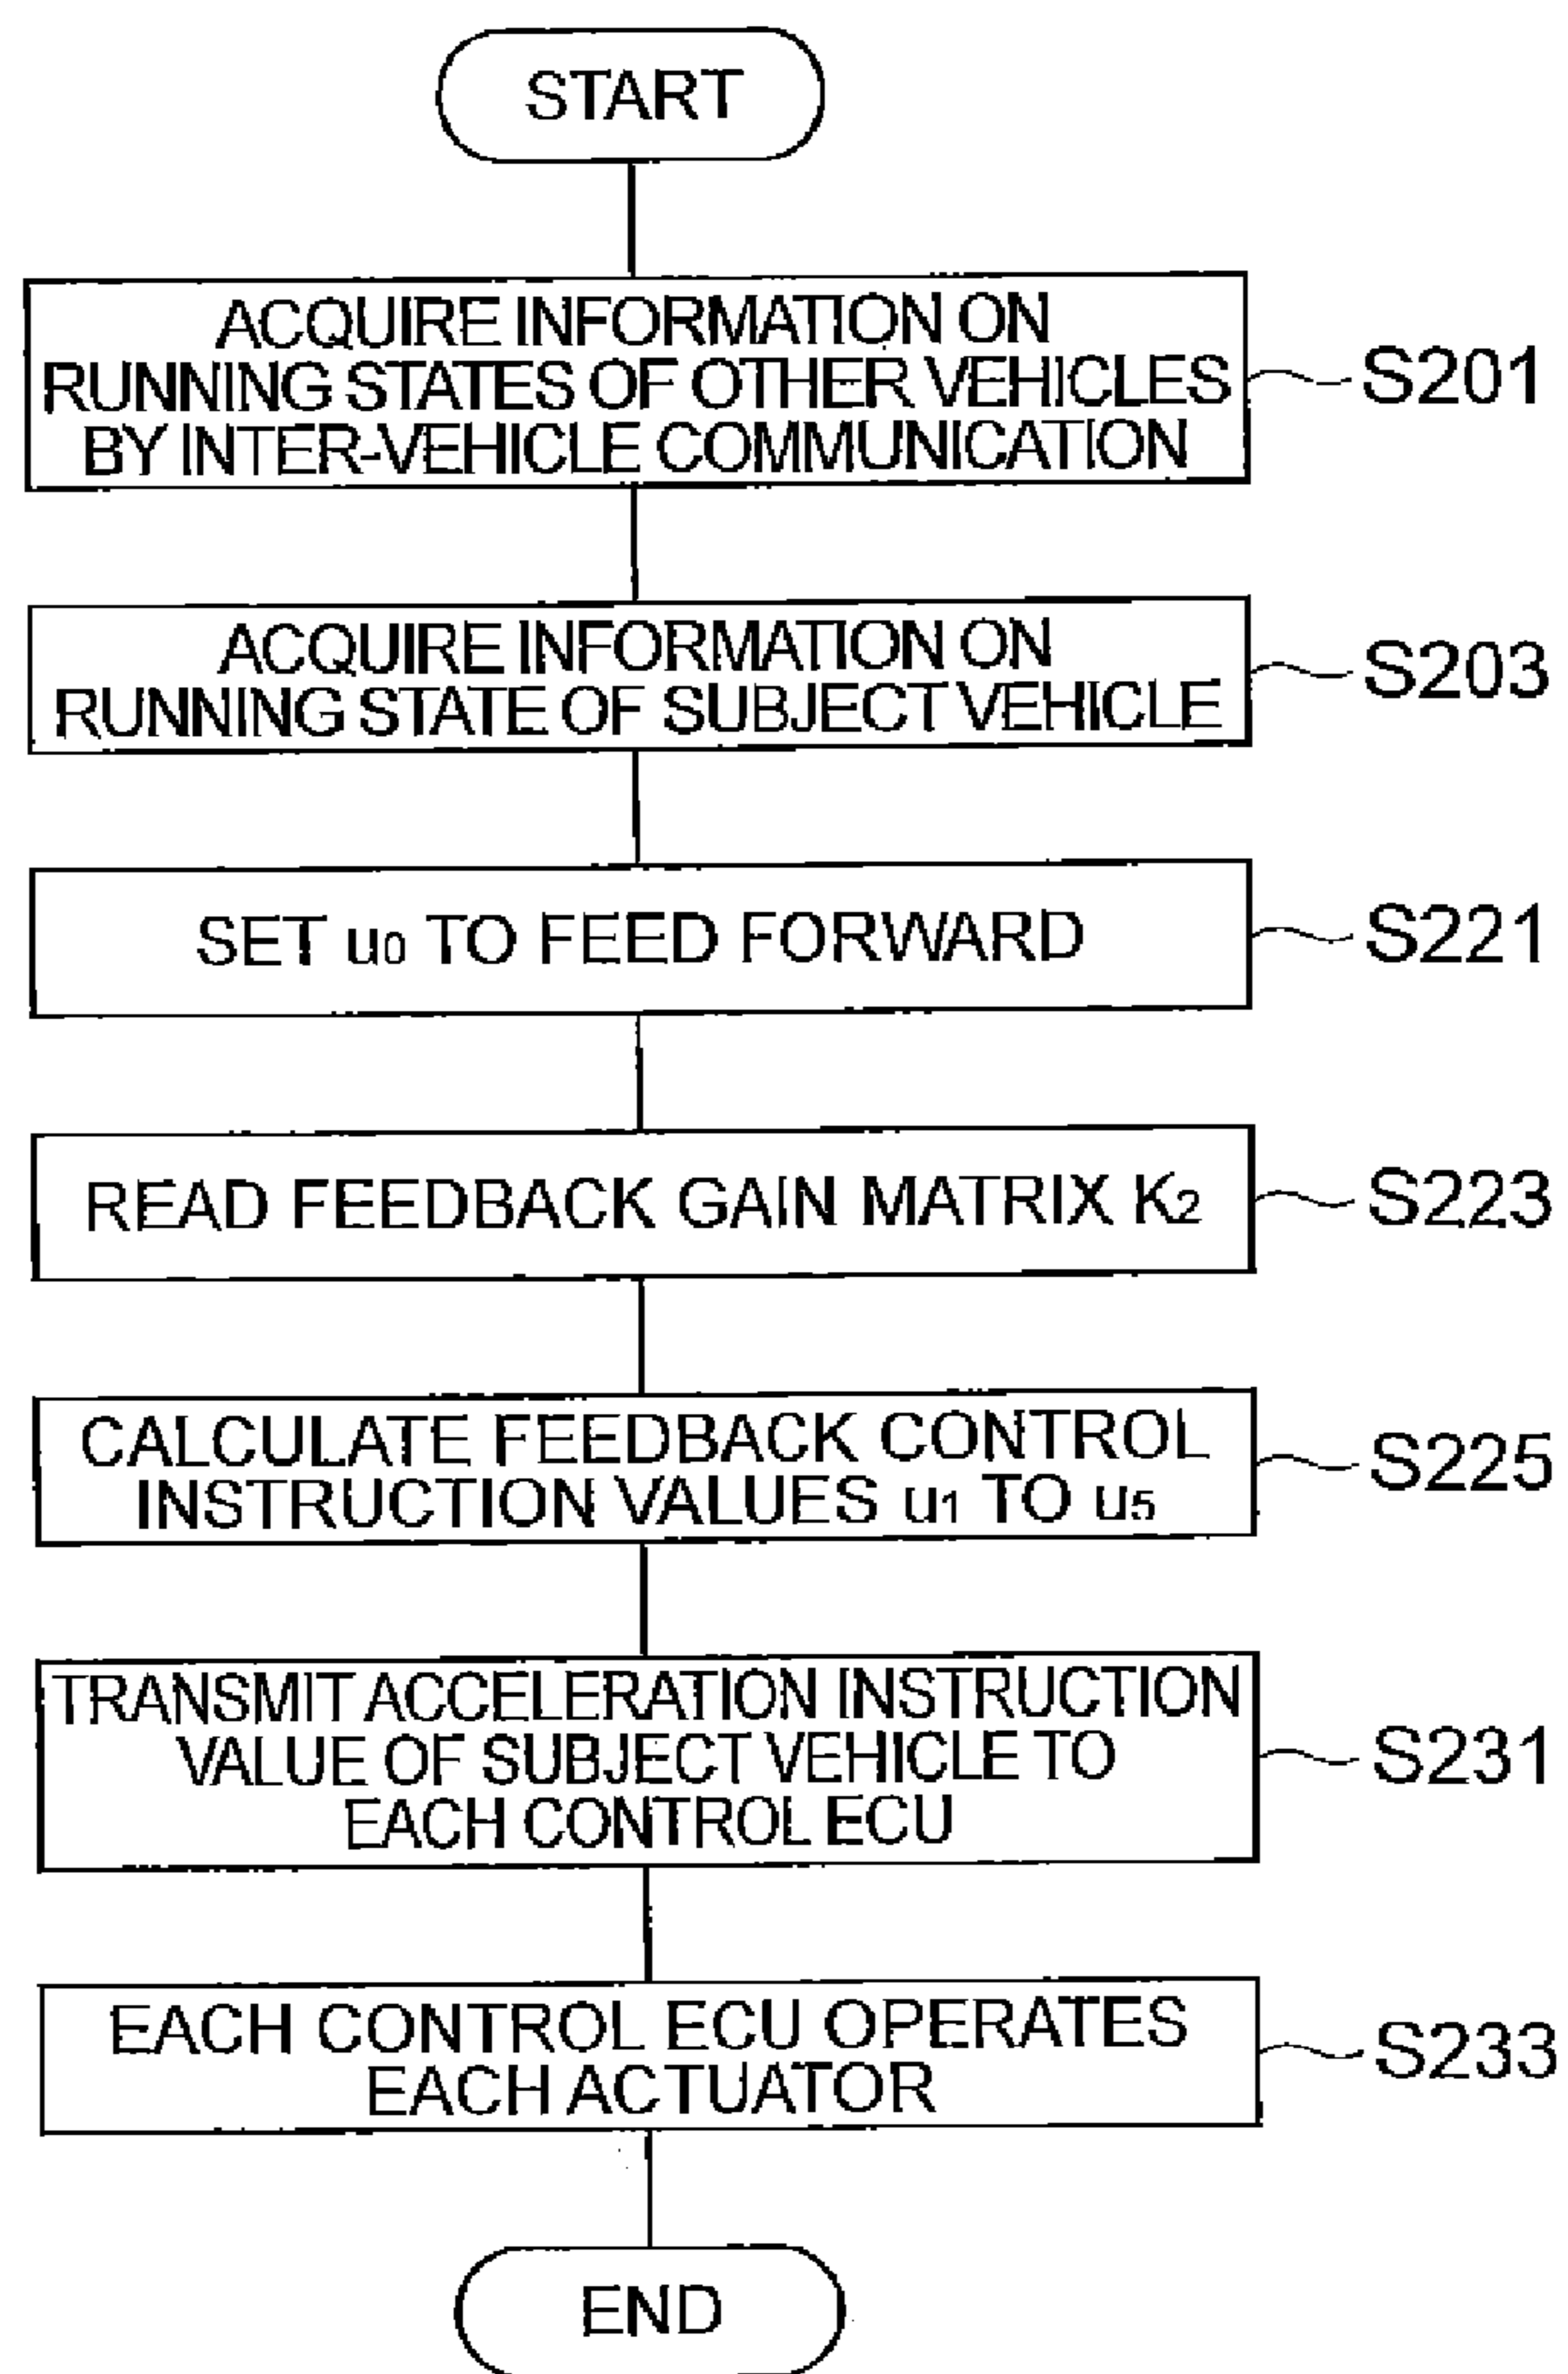 START
ACQUIRE INFORMATION ON
RUNNING STATES OF OTHER VEHICLES
BY INTER-VEHICLE COMMUNICATION
S201
ACQUIRE INFORMATION ON
RUNNING STATE OF SUBJECT VEHICLE
S203
SET u₀ TO FEED FORWARD
S221
READ FEEDBACK GAIN MATRIX K₂
S223
CALCULATE FEEDBACK CONTROL
INSTRUCTION VALUES u₁ TO u₅
S225
TRANSMIT ACCELERATION INSTRUCTION
VALUE OF SUBJECT VEHICLE TO
EACH CONTROL ECU
S231
EACH CONTROL ECU OPERATES
EACH ACTUATOR
S233
END